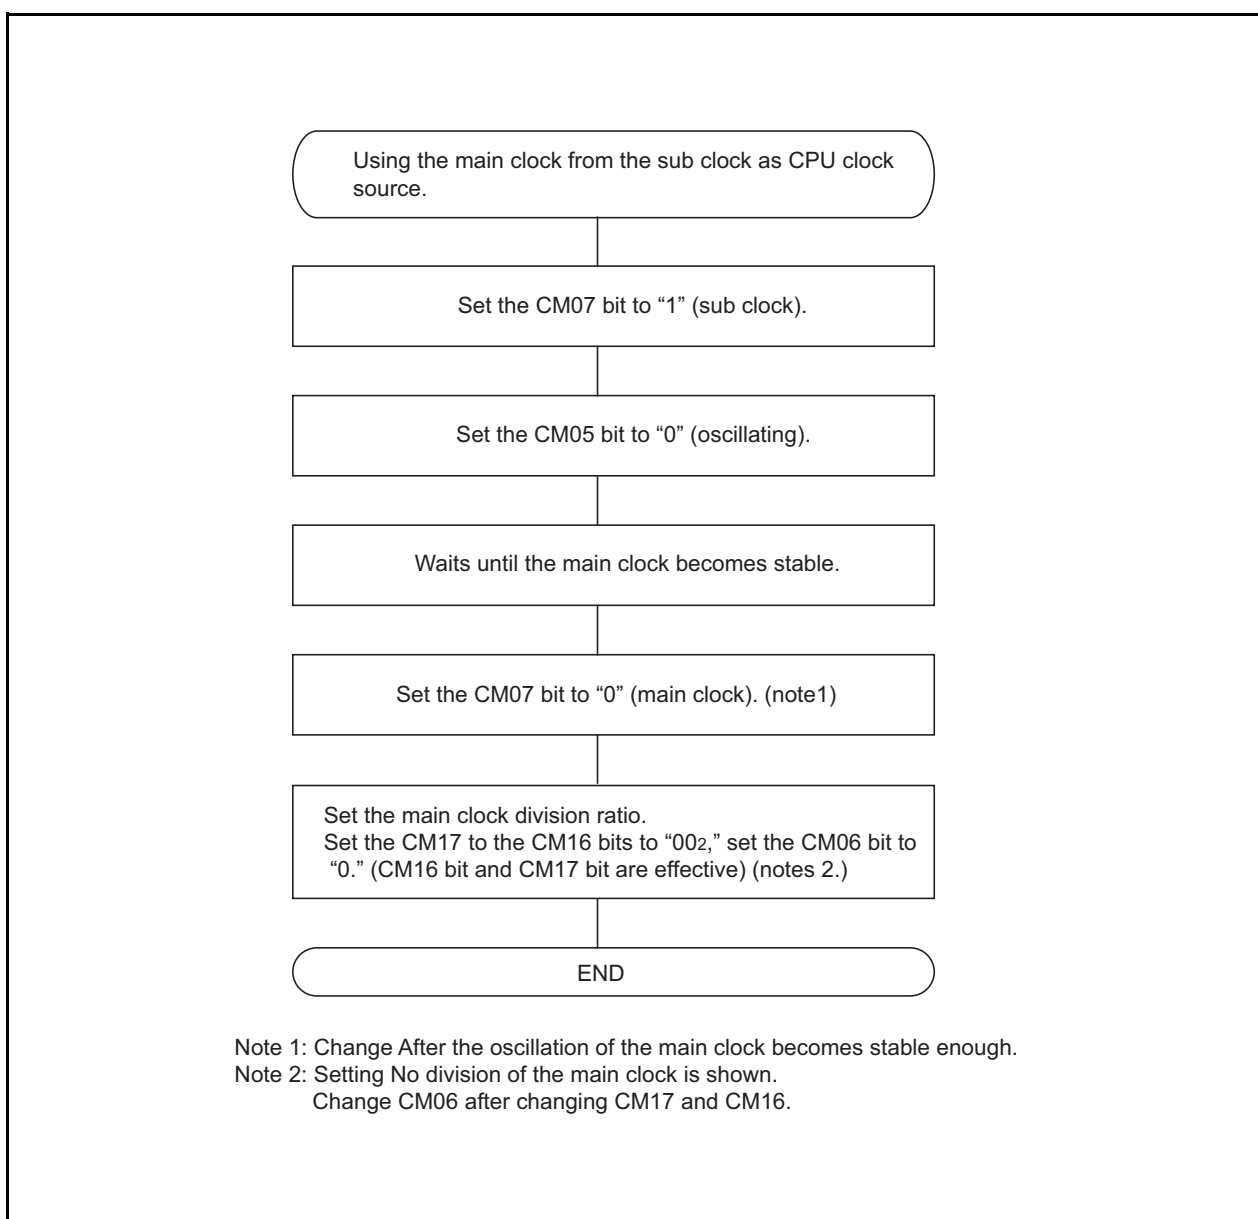 Using the main clock from the sub clock as CPU clock
source.
Set the CM07 bit to “1” (sub clock).
Set the CM05 bit to “0” (oscillating).
Waits until the main clock becomes stable.
Set the CM07 bit to “0” (main clock). (note1)
Set the main clock division ratio.
Set the CM17 to the CM16 bits to “002,” set the CM06 bit to
“0.” (CM16 bit and CM17 bit are effective) (notes 2.)
END
Note 1: Change After the oscillation of the main clock becomes stable enough.
Note 2: Setting No division of the main clock is shown.
Change CM06 after changing CM17 and CM16.